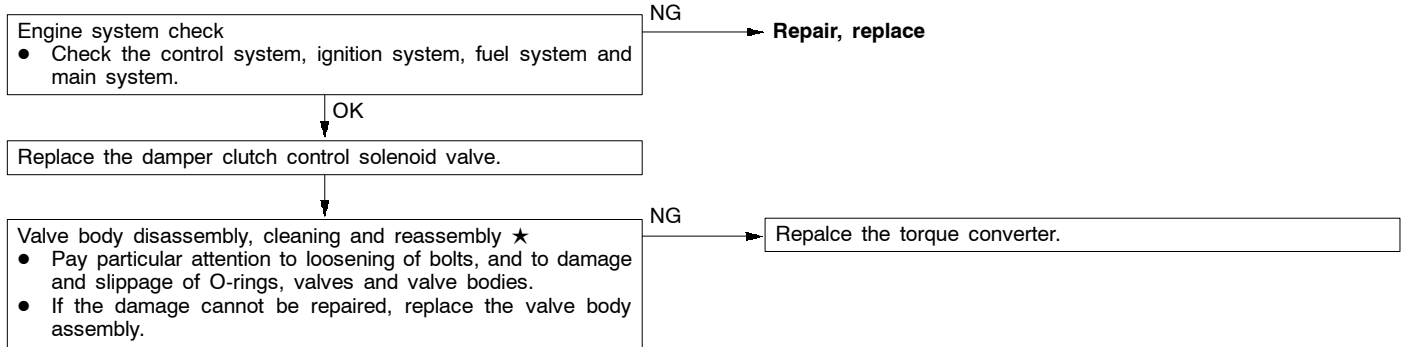 NG
Engine system check
Repair, replace
● Check the control system, ignition system, fuel system and
main system.
OK
Replace the damper clutch control solenoid valve.
NG
Valve body disassembly, cleaning and reassembly ★
Repalce the torque converter.
● Pay particular attention to loosening of bolts, and to damage
and slippage of O-rings, valves and valve bodies.
● If the damage cannot be repaired, replace the valve body
assembly.